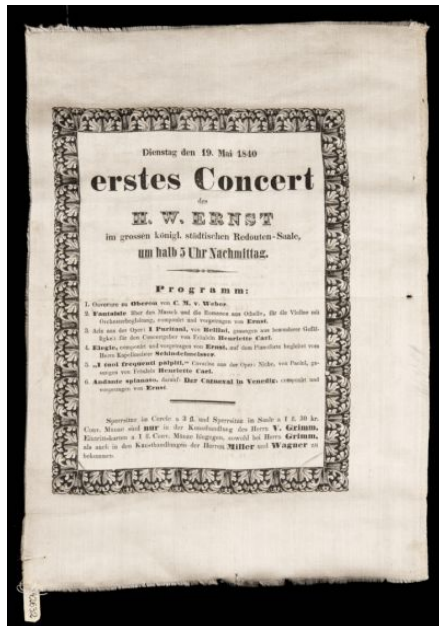 Dienstag den 19. Mai 1840
erstes Concert
des
H. W. ERNST
im grossen königl. städtischen Redouten-Saale,
um halb 5 Uhr Nachmittag.
Programm:
1. Ouverture zu Oberon von C. M. v. Weber.
2. Fantaisie über den Marsch und die Romanze aus Othello, für die Violine mit
Orchesterbegleitung, componirt und vorgetragen von Ernst.
3. Arie aus der Oper: I Puritani, von Bellini, gesungen aus besonderer Gefäl-
ligkeit für den Concertgeber von Fräulein Henriette Carl.
4. Elegie, componirt und vorgetragen von Ernst, auf dem Pianoforte begleitet von
Herrn Kapellmeister Schindelmeisser.
5. „I tuoi frequenti palpiti,“ Cavatine aus der Oper: Niobe, von Pacini, ge-
sungen von Fräulein Henriette Carl.
6. Andante spianato, darauf: Der Carneval in Venedig, componirt und
vorgetragen von Ernst.
Sperrsitze im Cercle a 3 fl. und Sperrsitze im Saale a 1 fl. 30 kr.
Conv. Münze sind nur in der Kunsthandlung des Herrn V. Grimm,
Eintrittskarten a 1 fl. Conv. Münze hingegen, sowohl bei Herrn Grimm,
als auch in den Kunsthandlungen der Herren Miller und Wagner zu
bekommen.